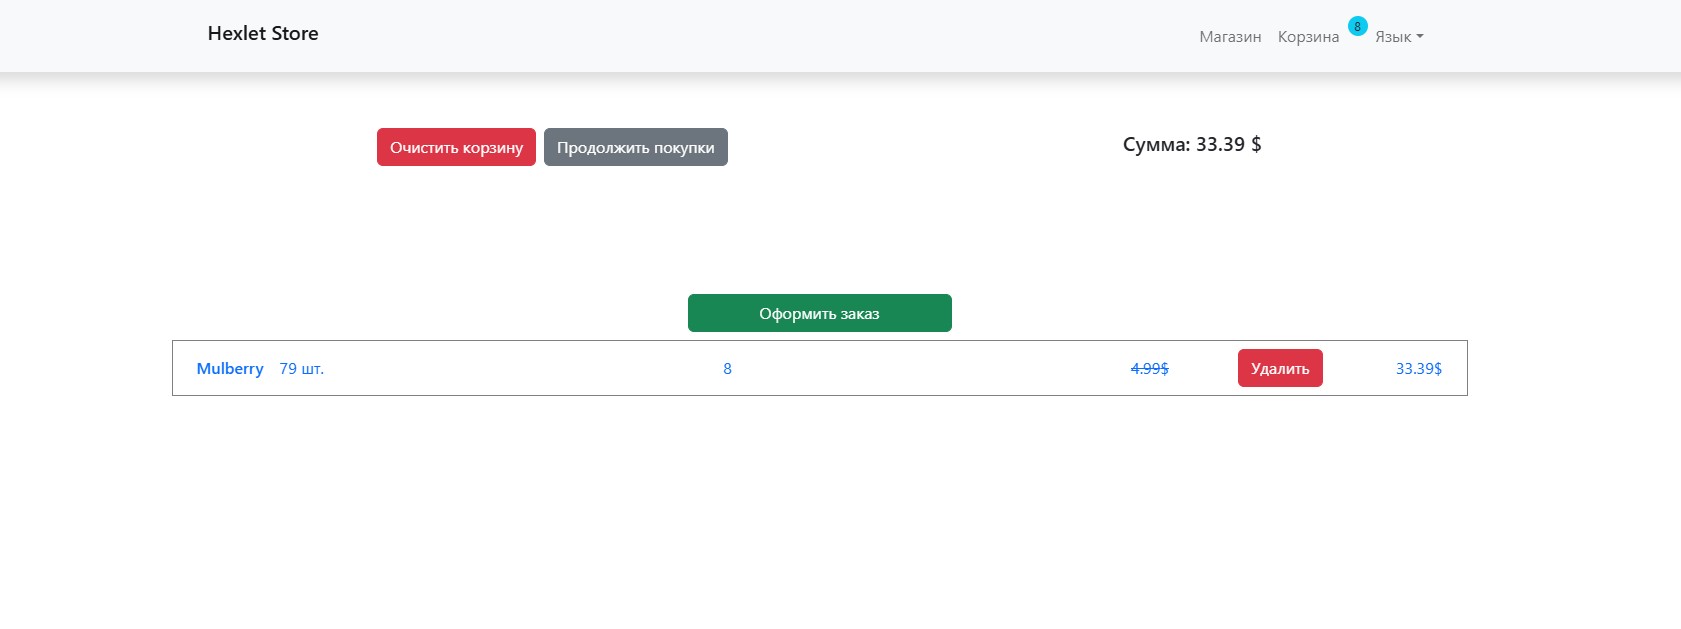 Hexlet Store
Магазин Корзина 8 Язык
Очистить корзину Продолжить покупки Сумма: 33.39 $
Оформить заказ
Mulberry 79 шт. 8 4.99$ Удалить 33.39$